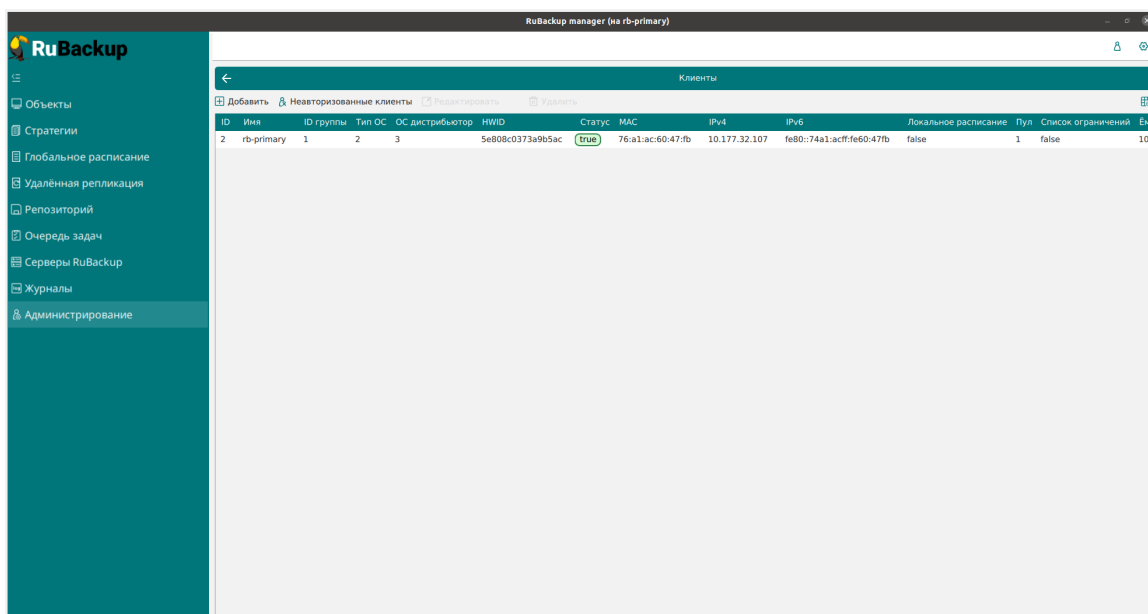 RuBackup manager (на rb-primary)
RuBackup
Клиенты
Добавить Неавторизованные клиенты Редактировать Удалить
ID Имя ID группы Тип ОС ОС дистрибьютор HWID Статус MAC IPv4 IPv6 Локальное расписание Пул Список ограничений
2 rb-primary 1 2 3 5e808c0373a9b5ac true 76:a1:ac:60:47:fb 10.177.32.107 fe80::74a1:acff:fe60:47fb false 1 false 10
Объекты
Стратегии
Глобальное расписание
Удалённая репликация
Репозиторий
Очередь задач
Серверы RuBackup
Журналы
Администрирование